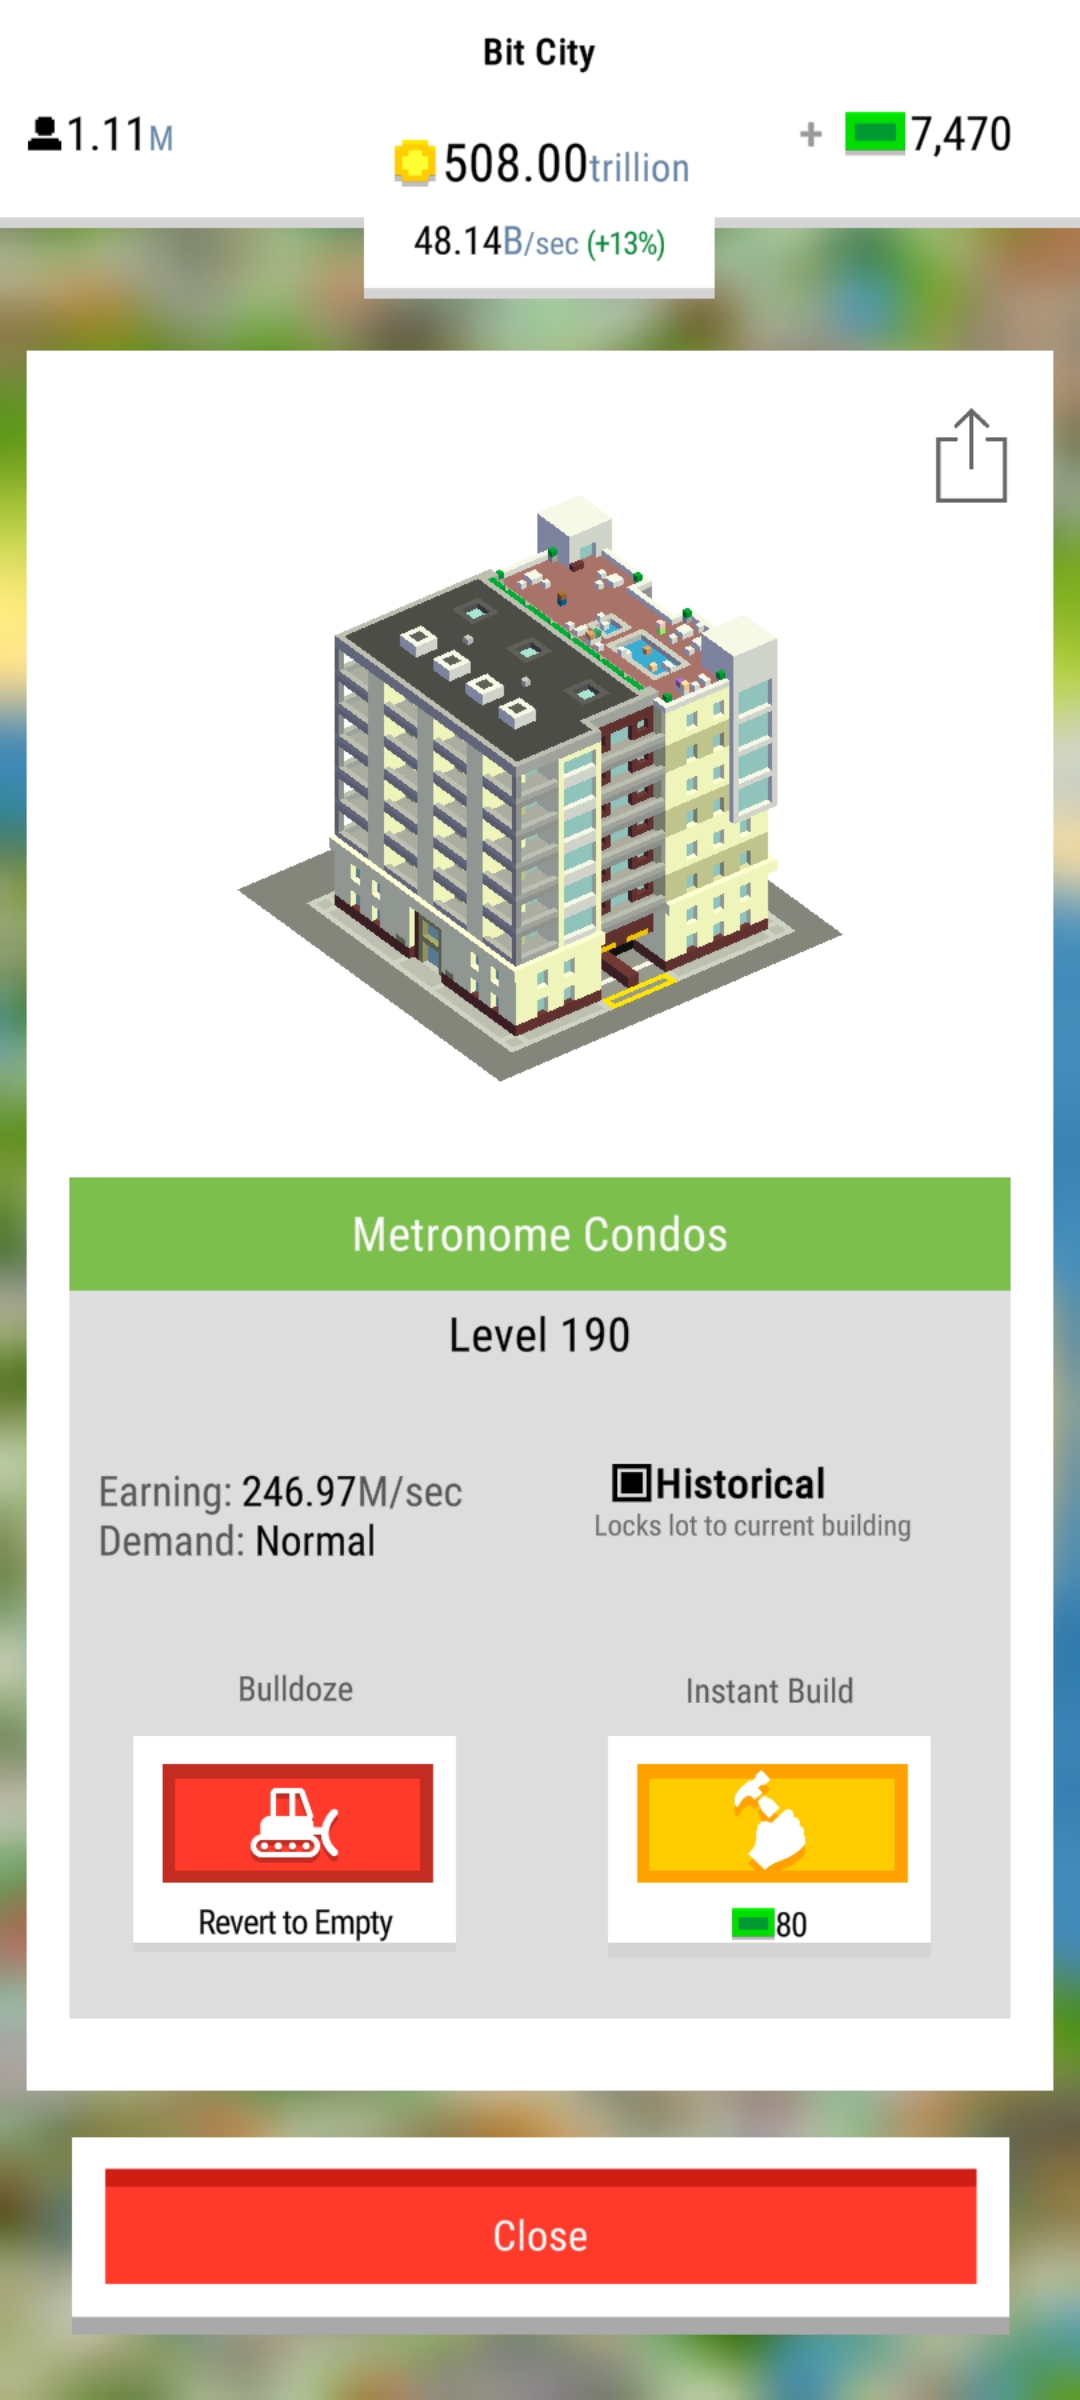 Bit City
1.11M
508.00trillion
+ 7,470
48.14B/sec (+13%)
Metronome Condos
Level 190
Earning: 246.97M/sec
Demand: Normal
Historical
Locks lot to current building
Bulldoze
Revert to Empty
Instant Build
80
Close